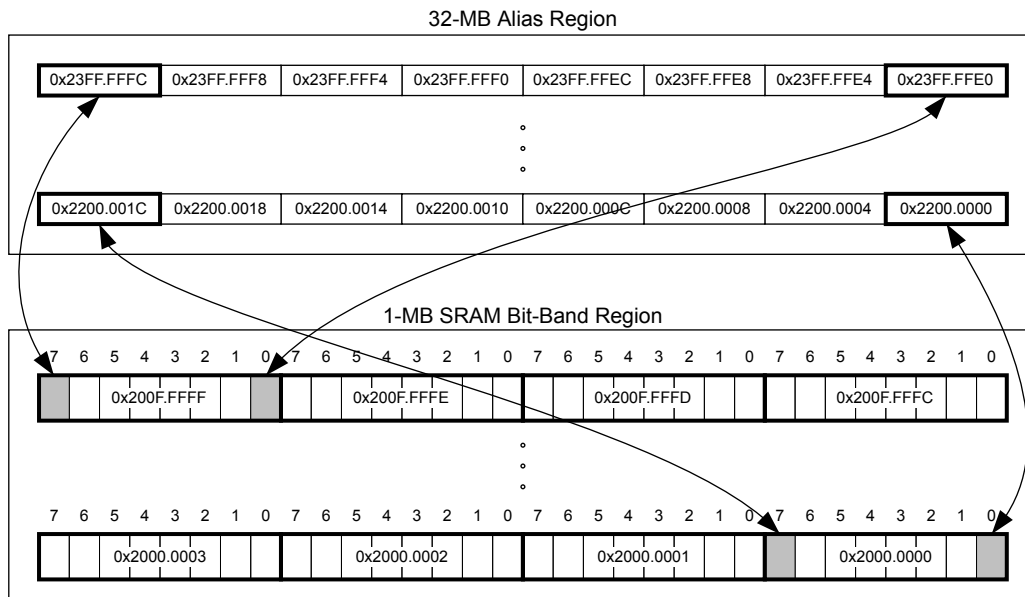 32-MB Alias Region
0x23FF.FFFC 0x23FF.FFF8 0x23FF.FFF4 0x23FF.FFF0 0x23FF.FFEC 0x23FF.FFE8 0x23FF.FFE4 0x23FF.FFE0
0x2200.001C 0x2200.0018 0x2200.0014 0x2200.0010 0x2200.000C 0x2200.0008 0x2200.0004 0x2200.0000
1-MB SRAM Bit-Band Region
7 6 5 4 3 2 1 0 7 6 5 4 3 2 1 0 7 6 5 4 3 2 1 0 7 6 5 4 3 2 1 0
0x200F.FFFF 0x200F.FFFE 0x200F.FFFD 0x200F.FFFC
7 6 5 4 3 2 1 0 7 6 5 4 3 2 1 0 7 6 5 4 3 2 1 0 7 6 5 4 3 2 1 0
0x2000.0003 0x2000.0002 0x2000.0001 0x2000.0000